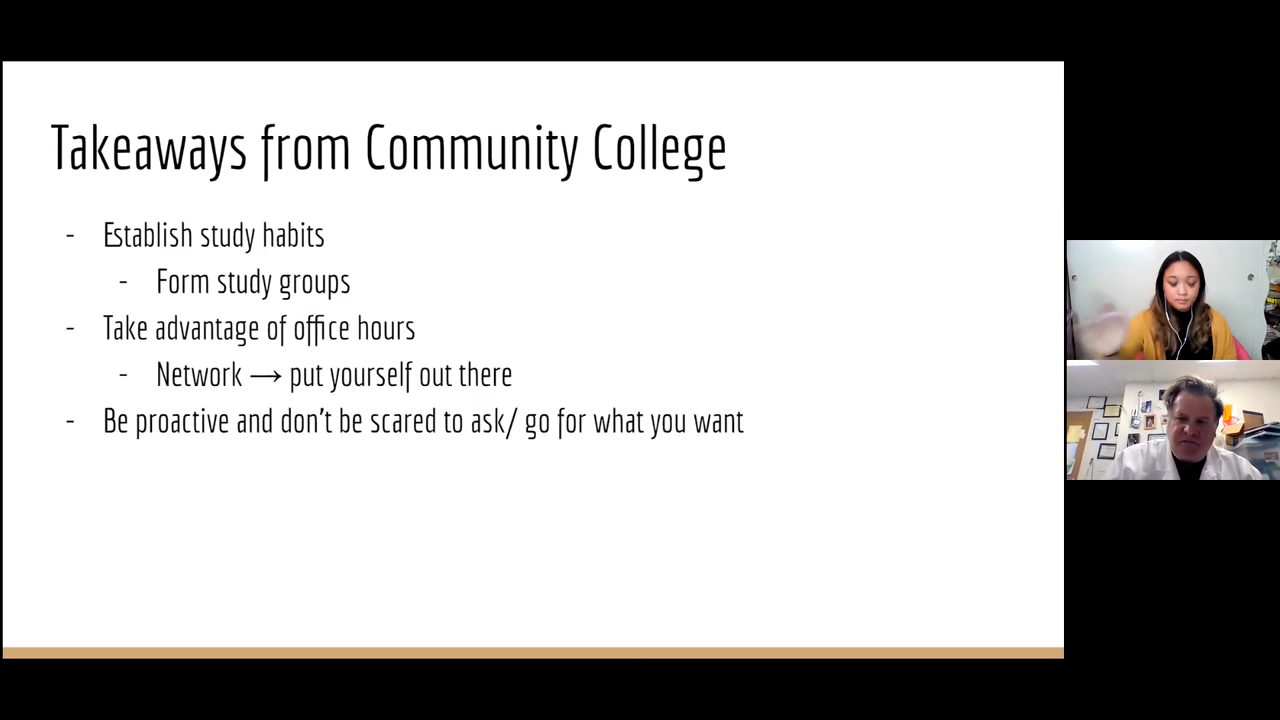 Takeaways from Community College
- Establish study habits
- Form study groups
- Take advantage of office hours
- Network → put yourself out there
- Be proactive and don't be scared to ask/ go for what you want